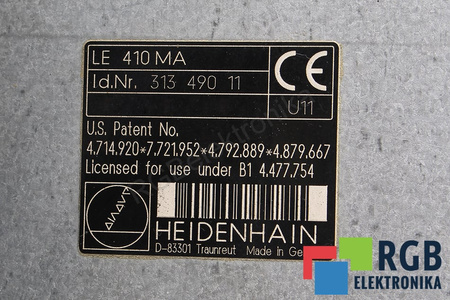 LE 410 MA
Id.Nr. 313 490 11
CE
U11
U.S. Patent No.
4.714.920*7.721.952*4.792.889*4.879.667
Licensed for use under B1 4.477.754
HEIDENHAIN
D-83301 Traunreut Made in Ge
RGB
ELEKTRONIKA